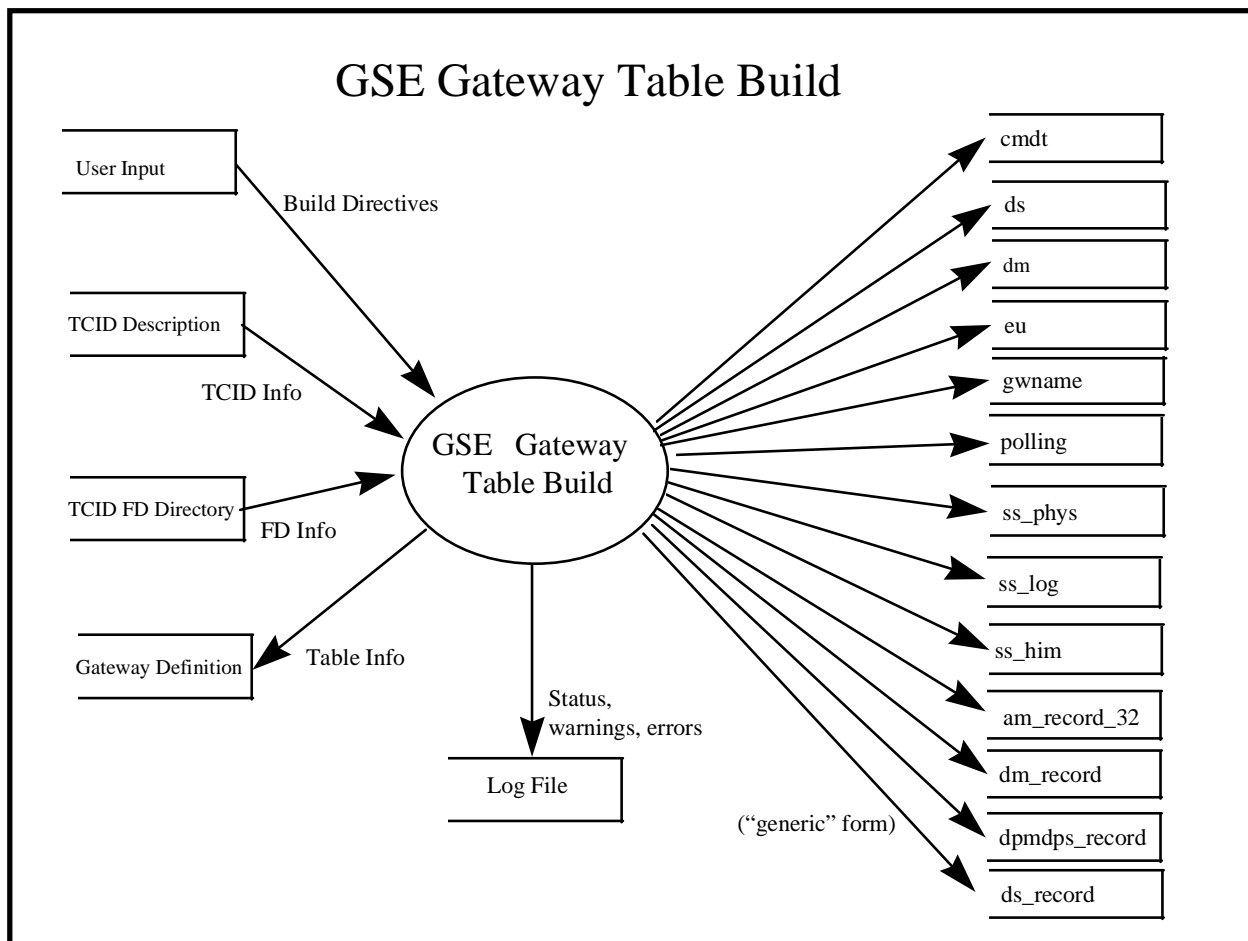 GSE Gateway Table Build
User Input
Build Directives
TCID Description
TCID Info
TCID FD Directory
FD Info
Gateway Definition
Table Info
GSE Gateway
Table Build
Status,
warnings, errors
Log File
(“generic” form)
cmdt
ds
dm
eu
gwname
polling
ss_phys
ss_log
ss_him
am_record_32
dm_record
dpmdps_record
ds_record